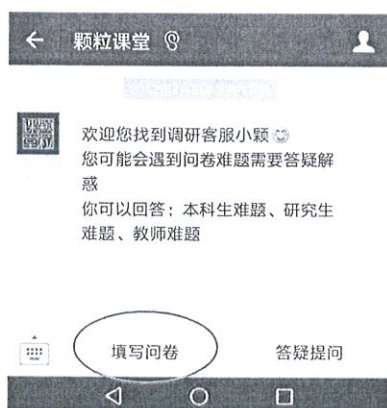 颗粒课堂
欢迎您找到调研客服小颗
您可能会遇到问卷难题需要答疑解
惑
你可以回答：本科生难题、研究生
难题、教师难题
填写问卷
答疑提问